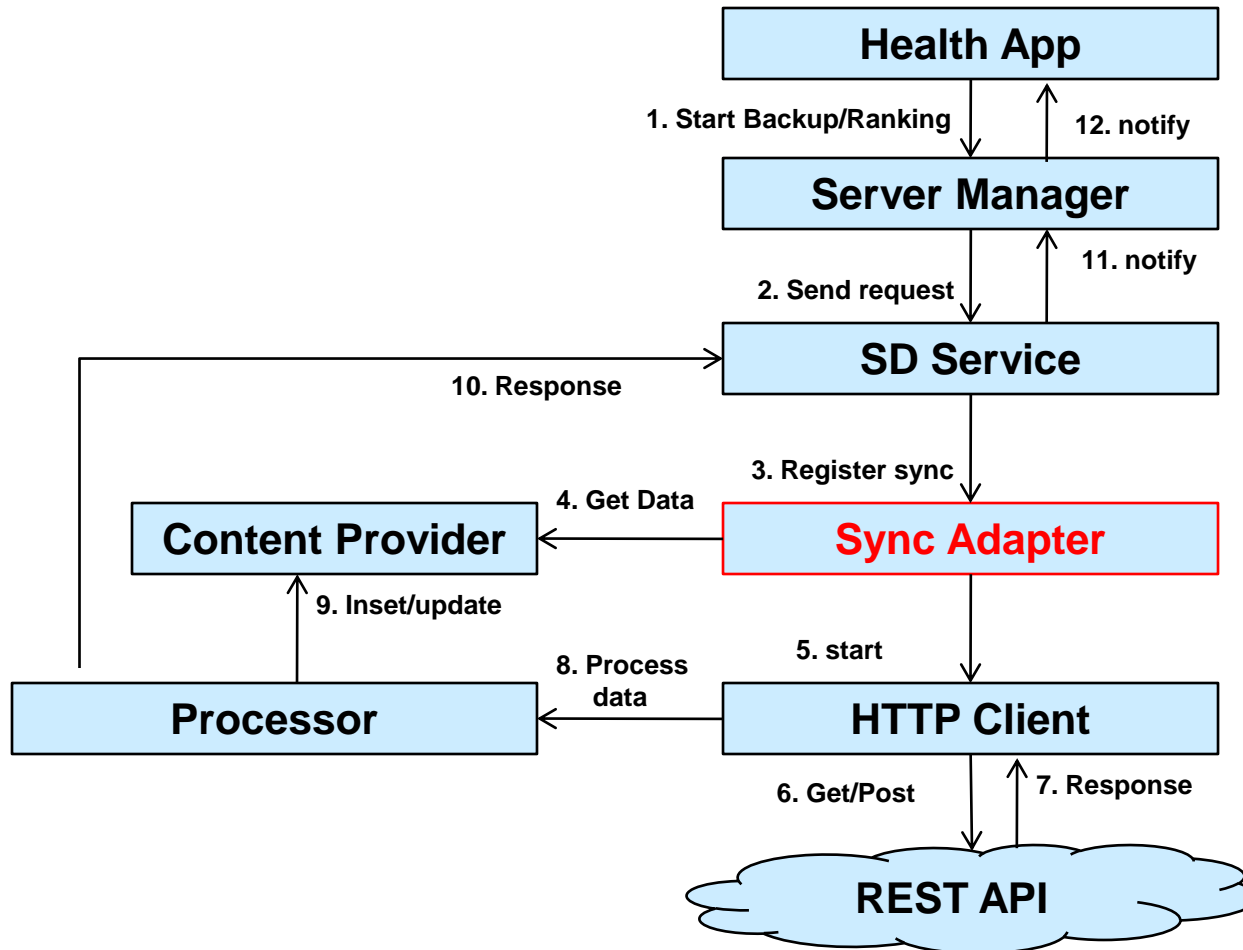 Health App
1. Start Backup/Ranking
12. notify
Server Manager
11. notify
2. Send request
SD Service
10. Response
3. Register sync
4. Get Data
Content Provider
Sync Adapter
9. Inset/update
5. start
8. Process
data
Processor
HTTP Client
6. Get/Post
7. Response
REST API